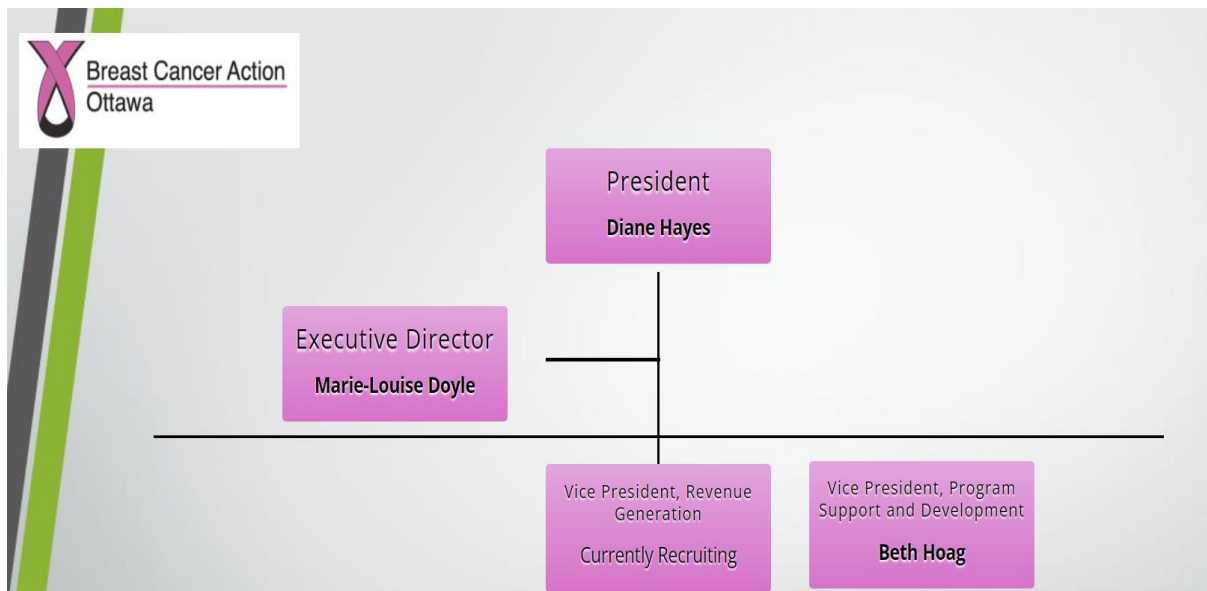 Breast Cancer Action
Ottawa
President
Diane Hayes
Executive Director
Marie-Louise Doyle
Vice President, Revenue
Generation
Currently Recruiting
Vice President, Program
Support and Development
Beth Hoag